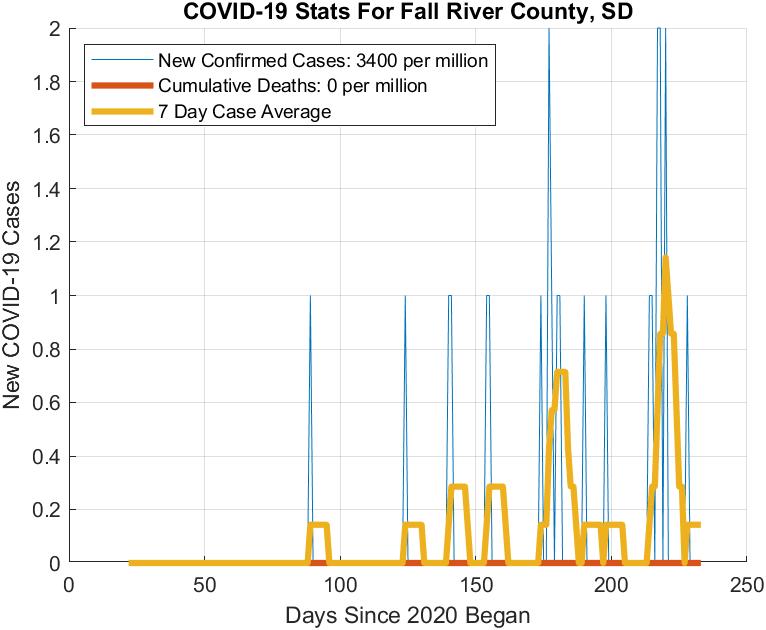 COVID-19 Stats For Fall River County, SD
New Confirmed Cases: 3400 per million
Cumulative Deaths: 0 per million
7 Day Case Average
New COVID-19 Cases
2
1.8
1.6
1.4
1.2
1
0.8
0.6
0.4
0.2
0
0 50 100 150 200 250
Days Since 2020 Began